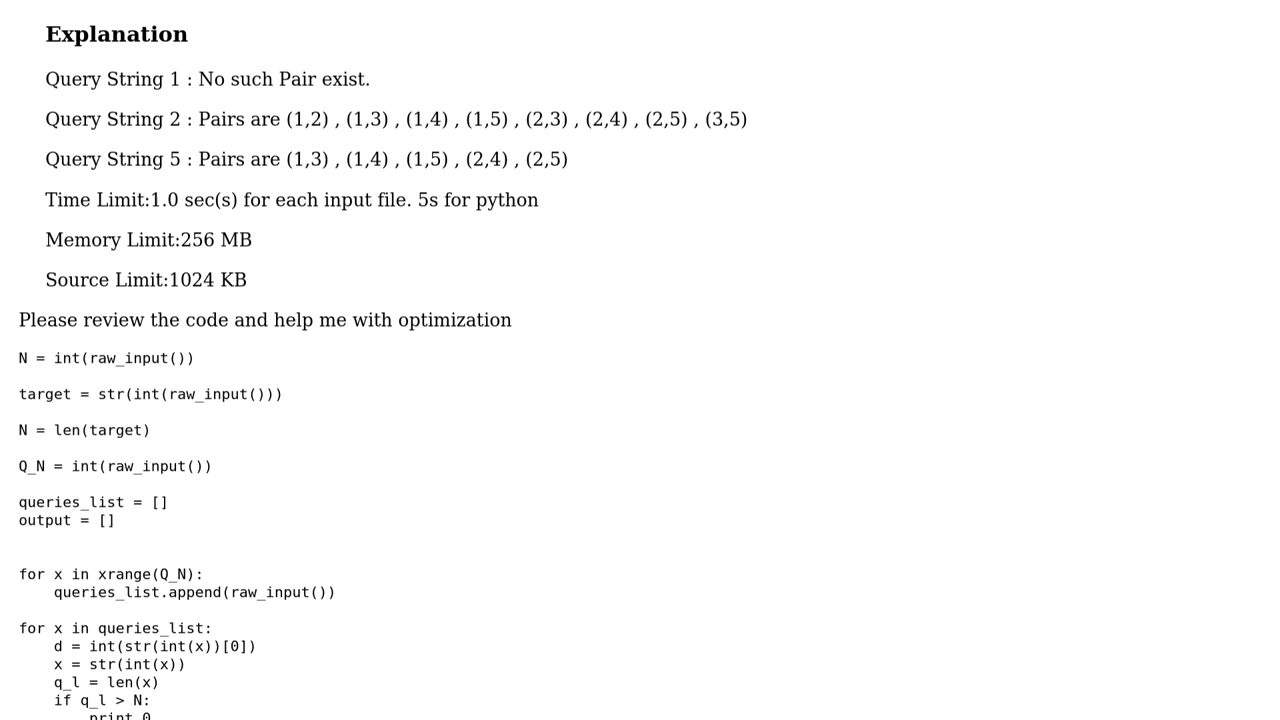 Explanation
Query String 1 : No such Pair exist.
Query String 2 : Pairs are (1,2) , (1,3) , (1,4) , (1,5) , (2,3) , (2,4) , (2,5) , (3,5)
Query String 5 : Pairs are (1,3) , (1,4) , (1,5) , (2,4) , (2,5)
Time Limit:1.0 sec(s) for each input file. 5s for python
Memory Limit:256 MB
Source Limit:1024 KB
Please review the code and help me with optimization
N = int(raw_input())
target = str(int(raw_input()))
N = len(target)
Q_N = int(raw_input())
queries_list = []
output = []
for x in xrange(Q_N):
    queries_list.append(raw_input())
for x in queries_list:
    d = int(str(int(x))[0])
    x = str(int(x))
    q_l = len(x)
    if q_l > N:
        print 0